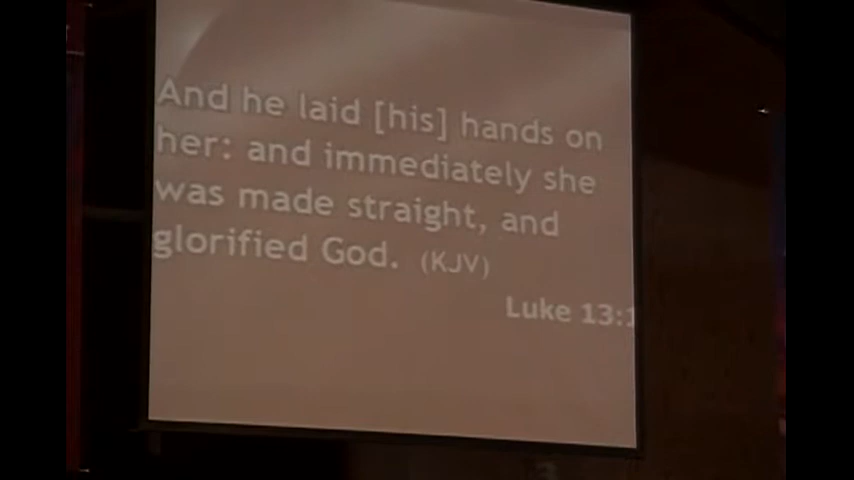 And he laid [his] hands on
her: and immediately she
was made straight, and
glorified God. (KJV)
Luke 13:1